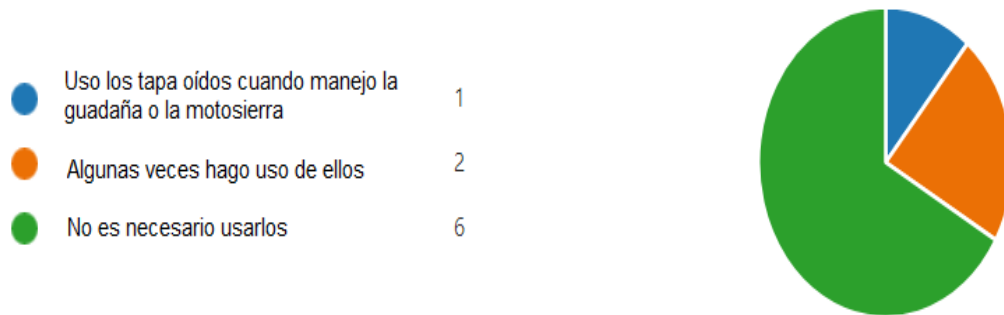 Uso los tapa oídos cuando manejo la
guadaña o la motosierra
1
Algunas veces hago uso de ellos
2
No es necesario usarlos
6